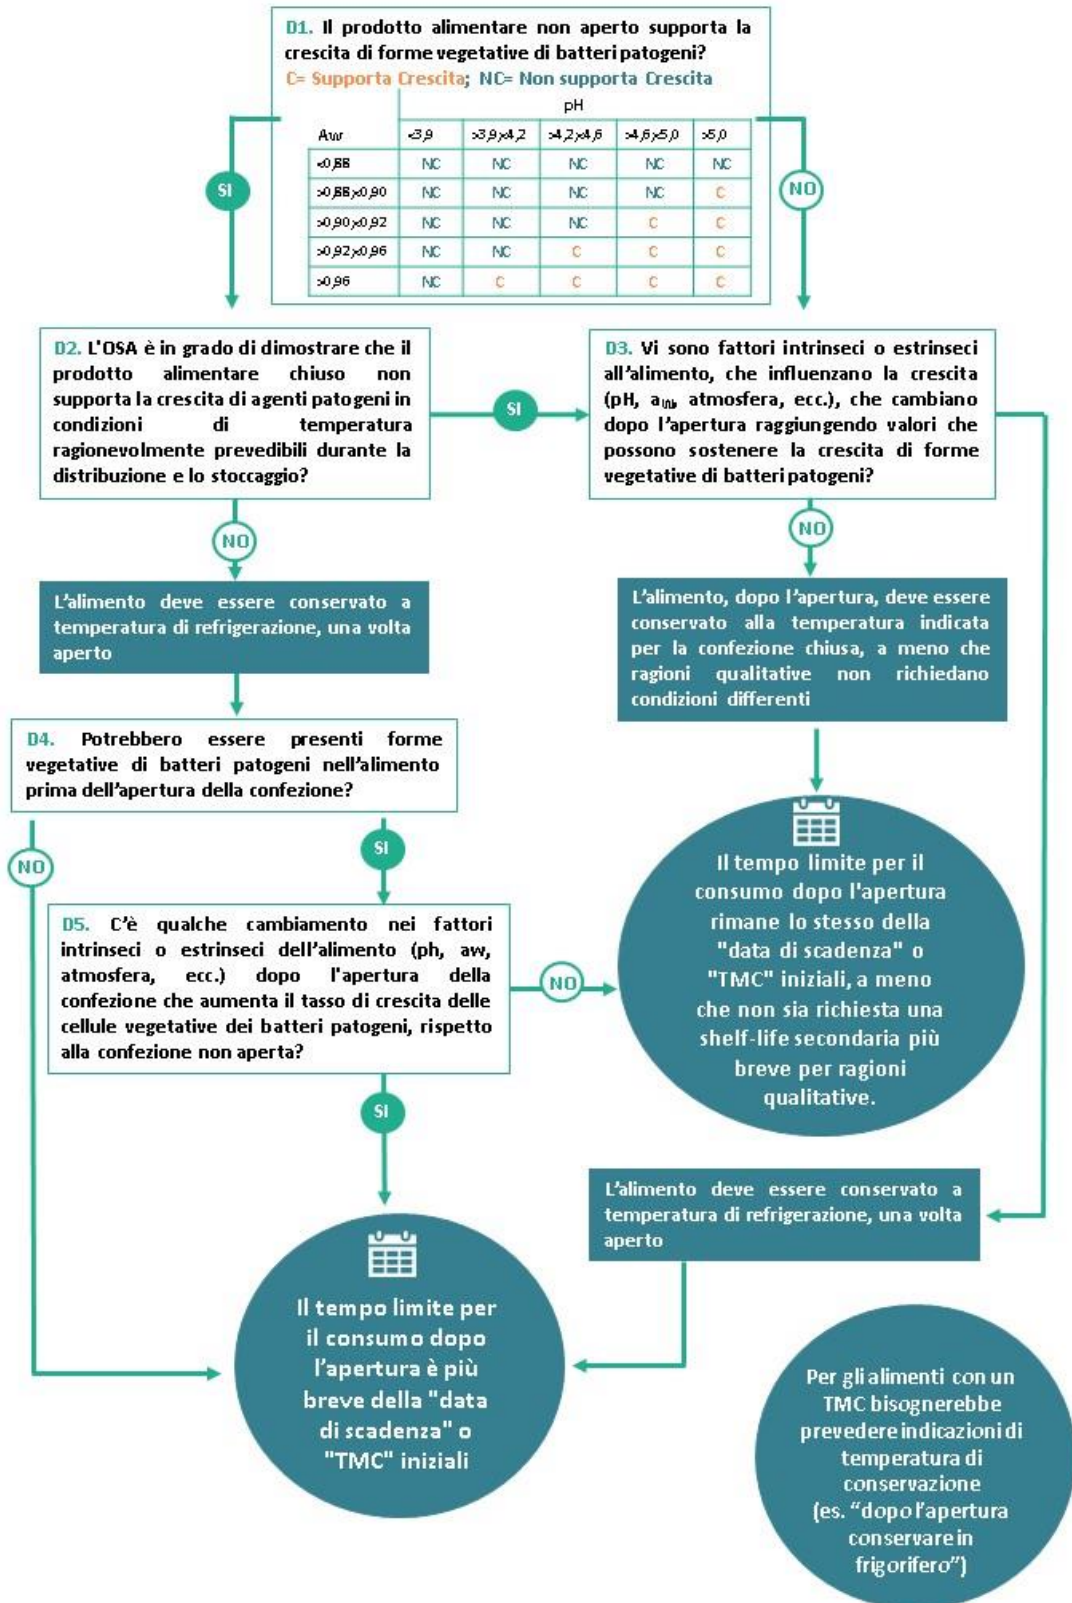 D1. Il prodotto alimentare non aperto supporta la
crescita di forme vegetative di batteri patogeni?
C= Supporta Crescita; NC= Non supporta Crescita
pH
Aw <3,9 >3,9≤4,2 >4,2≤4,6 >4,6≤5,0 >5,0
<0,88 NC NC NC NC NC
>0,88≤0,90 NC NC NC NC C
>0,90≤0,92 NC NC NC C C
>0,92≤0,96 NC NC C C C
>0,96 NC C C C C
SI
NO
D2. L'OSA è in grado di dimostrare che il
prodotto alimentare chiuso non
supporta la crescita di agenti patogeni in
condizioni di temperatura
ragionevolmente prevedibili durante la
distribuzione e lo stoccaggio?
SI
D3. Vi sono fattori intrinseci o estrinseci
all'alimento, che influenzano la crescita
(pH, aw, atmosfera, ecc.), che cambiano
dopo l'apertura raggiungendo valori che
possono sostenere la crescita di forme
vegetative di batteri patogeni?
NO
NO
L'alimento deve essere conservato a
temperatura di refrigerazione, una volta
aperto
L'alimento, dopo l'apertura, deve essere
conservato alla temperatura indicata
per la confezione chiusa, a meno che
ragioni qualitative non richiedano
condizioni differenti
D4. Potrebbero essere presenti forme
vegetative di batteri patogeni nell'alimento
prima dell'apertura della confezione?
NO
SI
Il tempo limite per il
consumo dopo l'apertura
rimane lo stesso della
"data di scadenza" o
"TMC" iniziali, a meno
che non sia richiesta una
shelf-life secondaria più
breve per ragioni
qualitative.
D5. C'è qualche cambiamento nei fattori
intrinseci o estrinseci dell'alimento (ph, aw,
atmosfera, ecc.) dopo l'apertura della
confezione che aumenta il tasso di crescita delle
cellule vegetative dei batteri patogeni, rispetto
alla confezione non aperta?
NO
SI
L'alimento deve essere conservato a
temperatura di refrigerazione, una volta
aperto
Il tempo limite per
il consumo dopo
l'apertura è più
breve della "data
di scadenza" o
"TMC" iniziali
Per gli alimenti con un
TMC bisognerebbe
prevedere indicazioni di
temperatura di
conservazione
(es. "dopo l'apertura
conservare in
frigorifero")